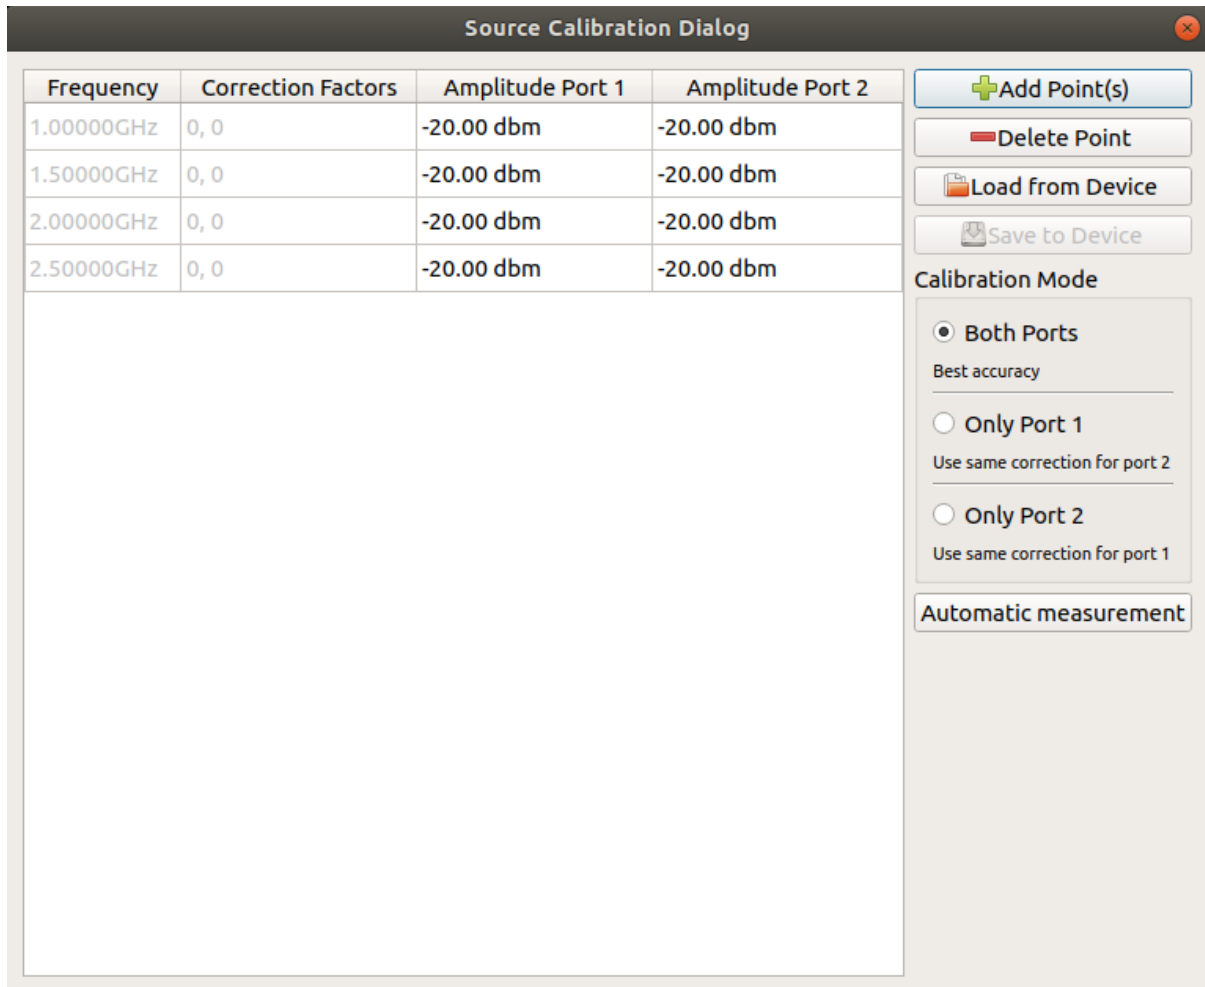 Source Calibration Dialog
Frequency Correction Factors Amplitude Port 1 Amplitude Port 2
1.00000GHz 0, 0 -20.00 dbm -20.00 dbm
1.50000GHz 0, 0 -20.00 dbm -20.00 dbm
2.00000GHz 0, 0 -20.00 dbm -20.00 dbm
2.50000GHz 0, 0 -20.00 dbm -20.00 dbm
Add Point(s)
Delete Point
Load from Device
Save to Device
Calibration Mode
Both Ports
Best accuracy
Only Port 1
Use same correction for port 2
Only Port 2
Use same correction for port 1
Automatic measurement